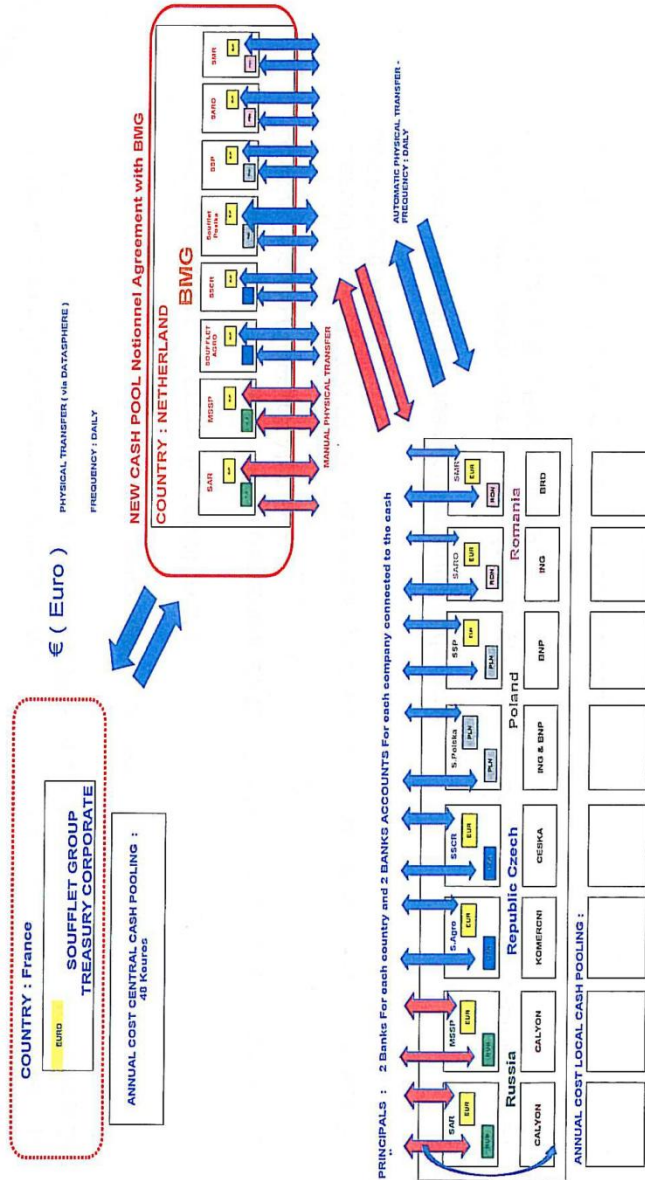 COUNTRY : France
EURO
SOUFFLET GROUP
TREASURY CORPORATE
ANNUAL COST CENTRAL CASH POOLING :
48 Keuros
€ ( Euro )
PHYSICAL TRANSFER ( via DATASPHERE )
FREQUENCY : DAILY
NEW CASH POOL Notionnel Agreement with BMG
COUNTRY : NETHERLAND
BMG
SAR
MSSP
SOUFFLET
AGRO
SSCR
Soufflet
Polska
SSP
SARO
SMR
MANUAL PHYSICAL TRANSFER
AUTOMATIC PHYSICAL TRANSFER -
FREQUENCY : DAILY
PRINCIPALS : 2 Banks For each country and 2 BANKS ACCOUNTS For each company connected to the cash
SAR
EUR
RUB
MSSP
EUR
S.Agro
EUR
SSCR
EUR
S.Polska
PLN
PLN
SSP
EUR
PLN
SARO
EUR
RON
SMR
EUR
RON
Russia
Republic Czech
Poland
Romania
CALYON
CALYON
KOMERCNI
CESKA
ING & BNP
BNP
ING
BRD
ANNUAL COST LOCAL CASH POOLING :